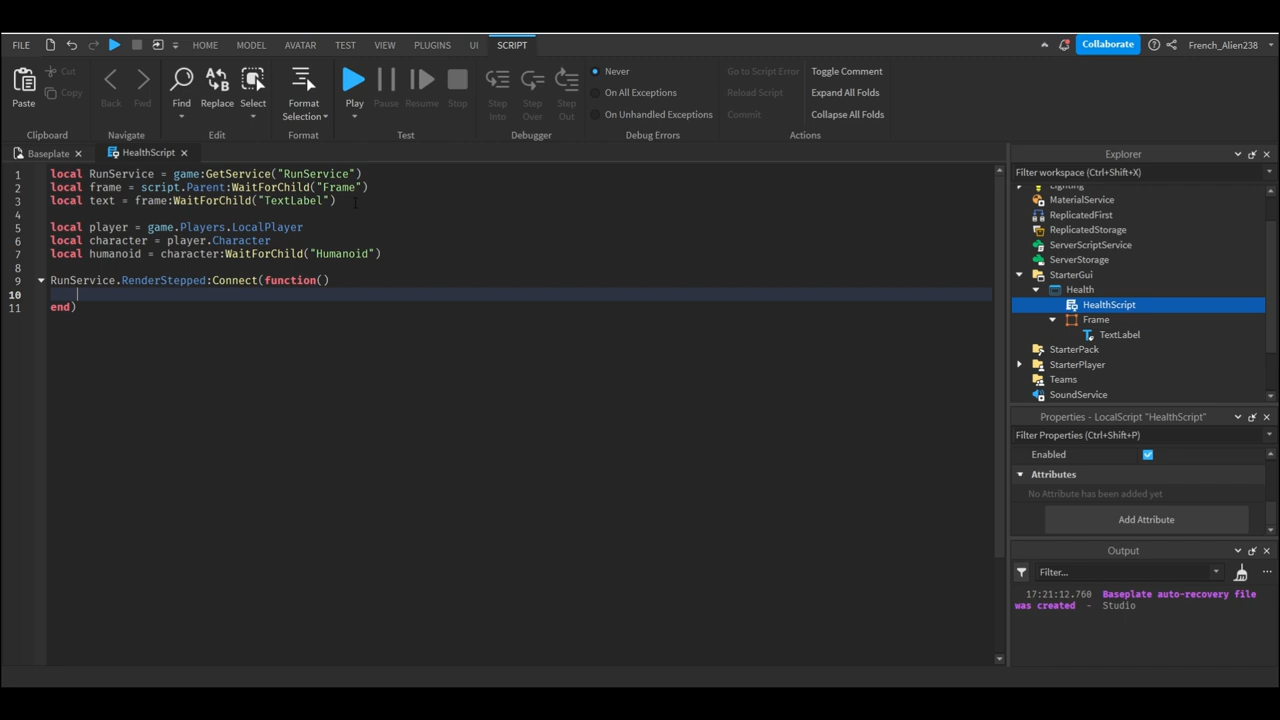 FILE HOME MODEL AVATAR TEST VIEW PLUGINS UI SCRIPT Collaborate French_Alien238
Paste Cut Copy Back Fwd Find Replace Select Format Selection Play Pause Resume Stop Step Into Step Over Step Out
Never
On All Exceptions
On Unhandled Exceptions
Go to Script Error
Reload Script
Commit
Toggle Comment
Expand All Folds
Collapse All Folds
Clipboard Navigate Edit Format Test Debugger Debug Errors Actions
Baseplate HealthScript
1 local RunService = game:GetService("RunService")
2 local frame = script.Parent:WaitForChild("Frame")
3 local text = frame:WaitForChild("TextLabel")
4
5 local player = game.Players.LocalPlayer
6 local character = player.Character
7 local humanoid = character:WaitForChild("Humanoid")
8
9 RunService.RenderStepped:Connect(function()
10
11 end)
Explorer
Filter workspace (Ctrl+Shift+X)
Lighting
MaterialService
ReplicatedFirst
ReplicatedStorage
ServerScriptService
ServerStorage
StarterGui
Health
HealthScript
Frame
TextLabel
StarterPack
StarterPlayer
Teams
SoundService
Properties - LocalScript "HealthScript"
Filter Properties (Ctrl+Shift+P)
Enabled
Attributes
No Attribute has been added yet
Add Attribute
Output
Filter...
17:21:12.760 Baseplate auto-recovery file
was created - Studio